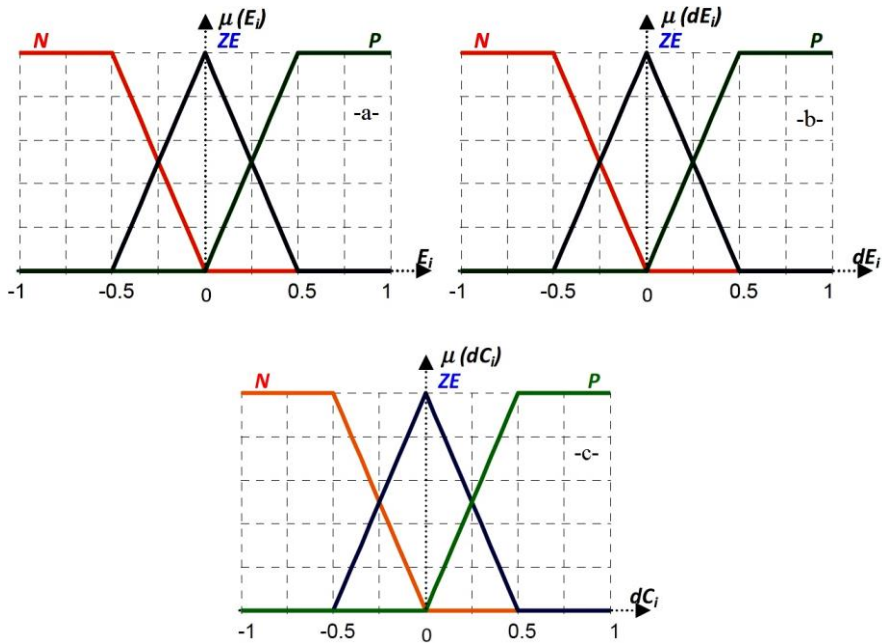 μ (Eᵢ)
N ZE P
-a-
Eᵢ
-1 -0.5 0 0.5 1
μ (dEᵢ)
N ZE P
-b-
dEᵢ
-1 -0.5 0 0.5 1
μ (dCᵢ)
N ZE P
-c-
dCᵢ
-1 -0.5 0 0.5 1